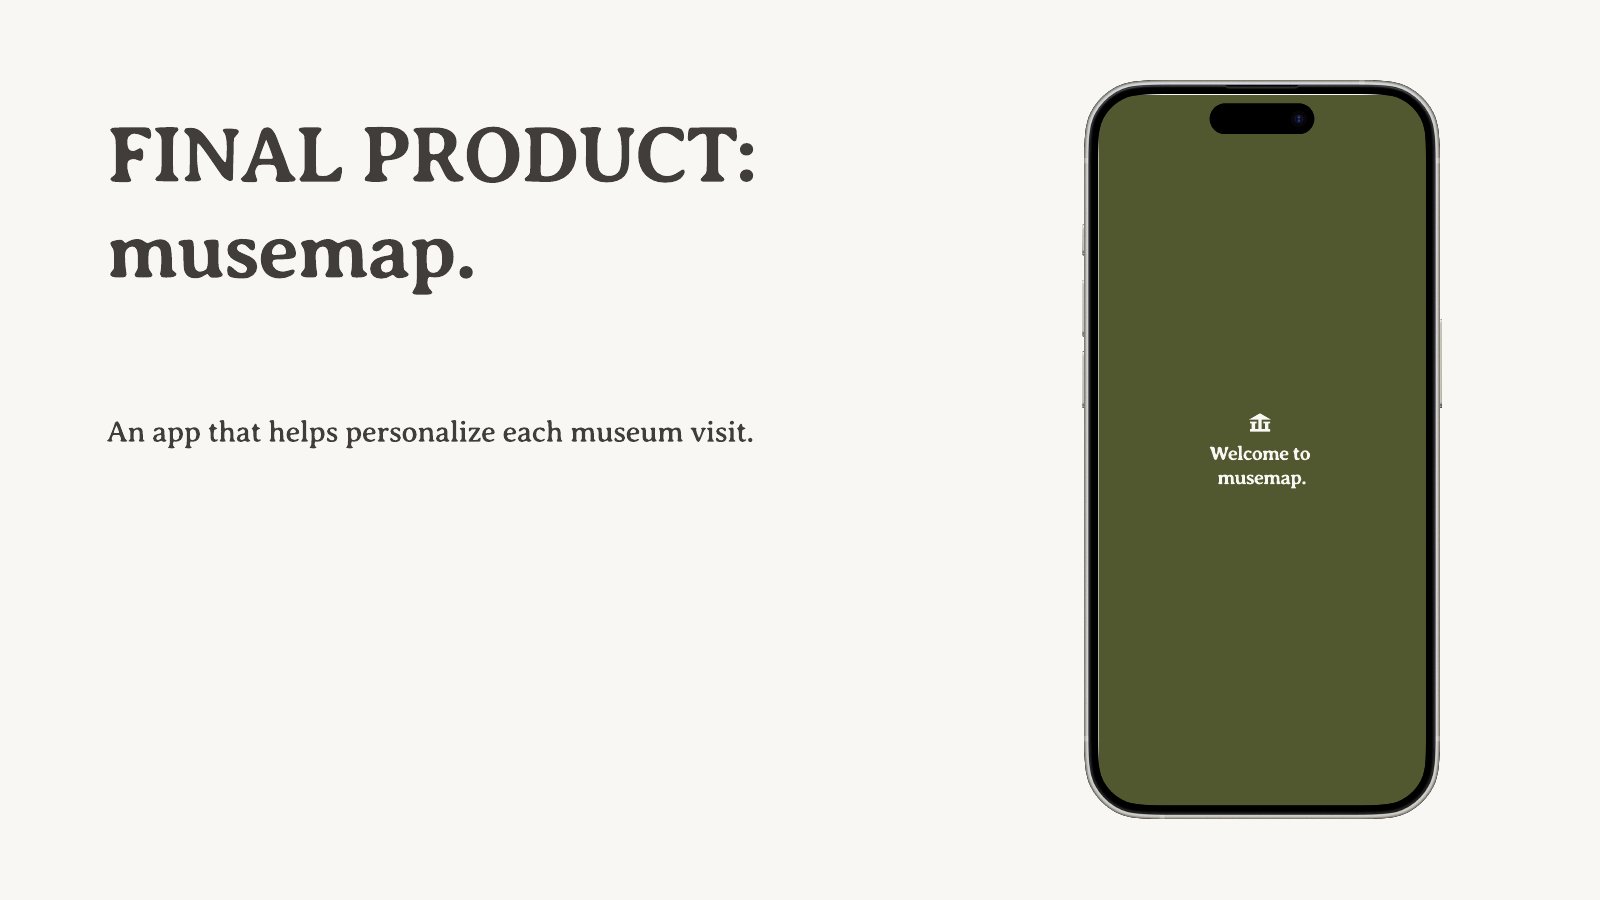 FINAL PRODUCT:
musemap.
An app that helps personalize each museum visit.
Welcome to
musemap.